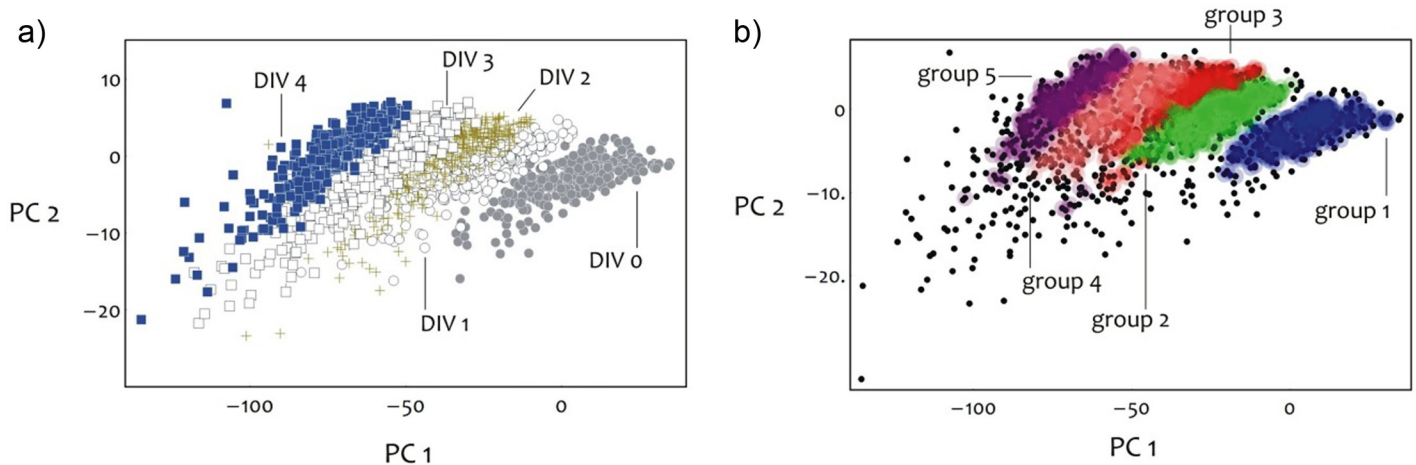 a)
DIV 4
DIV 3
DIV 2
DIV 0
DIV 1
10
0
−10
−20
PC 2
−100
−50
0
PC 1
b)
group 3
group 5
group 1
group 4
group 2
0
−10.
−20.
PC 2
−100
−50
0
PC 1